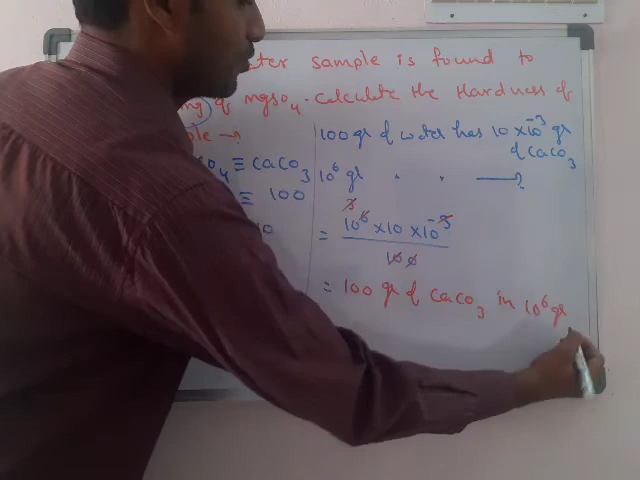 ter sample is found to
mg) of mgso4. Calculate the Hardness of
ple →
100 gr of water has 10 × 10⁻³ gr
of CaCO3
4 ≡ CaCO3
10⁶ gr " " ⟶ ?
≡ 100
10
= 10⁶ × 10 × 10⁻³
100
= 100 gr of CaCO3 in 10⁶ gr